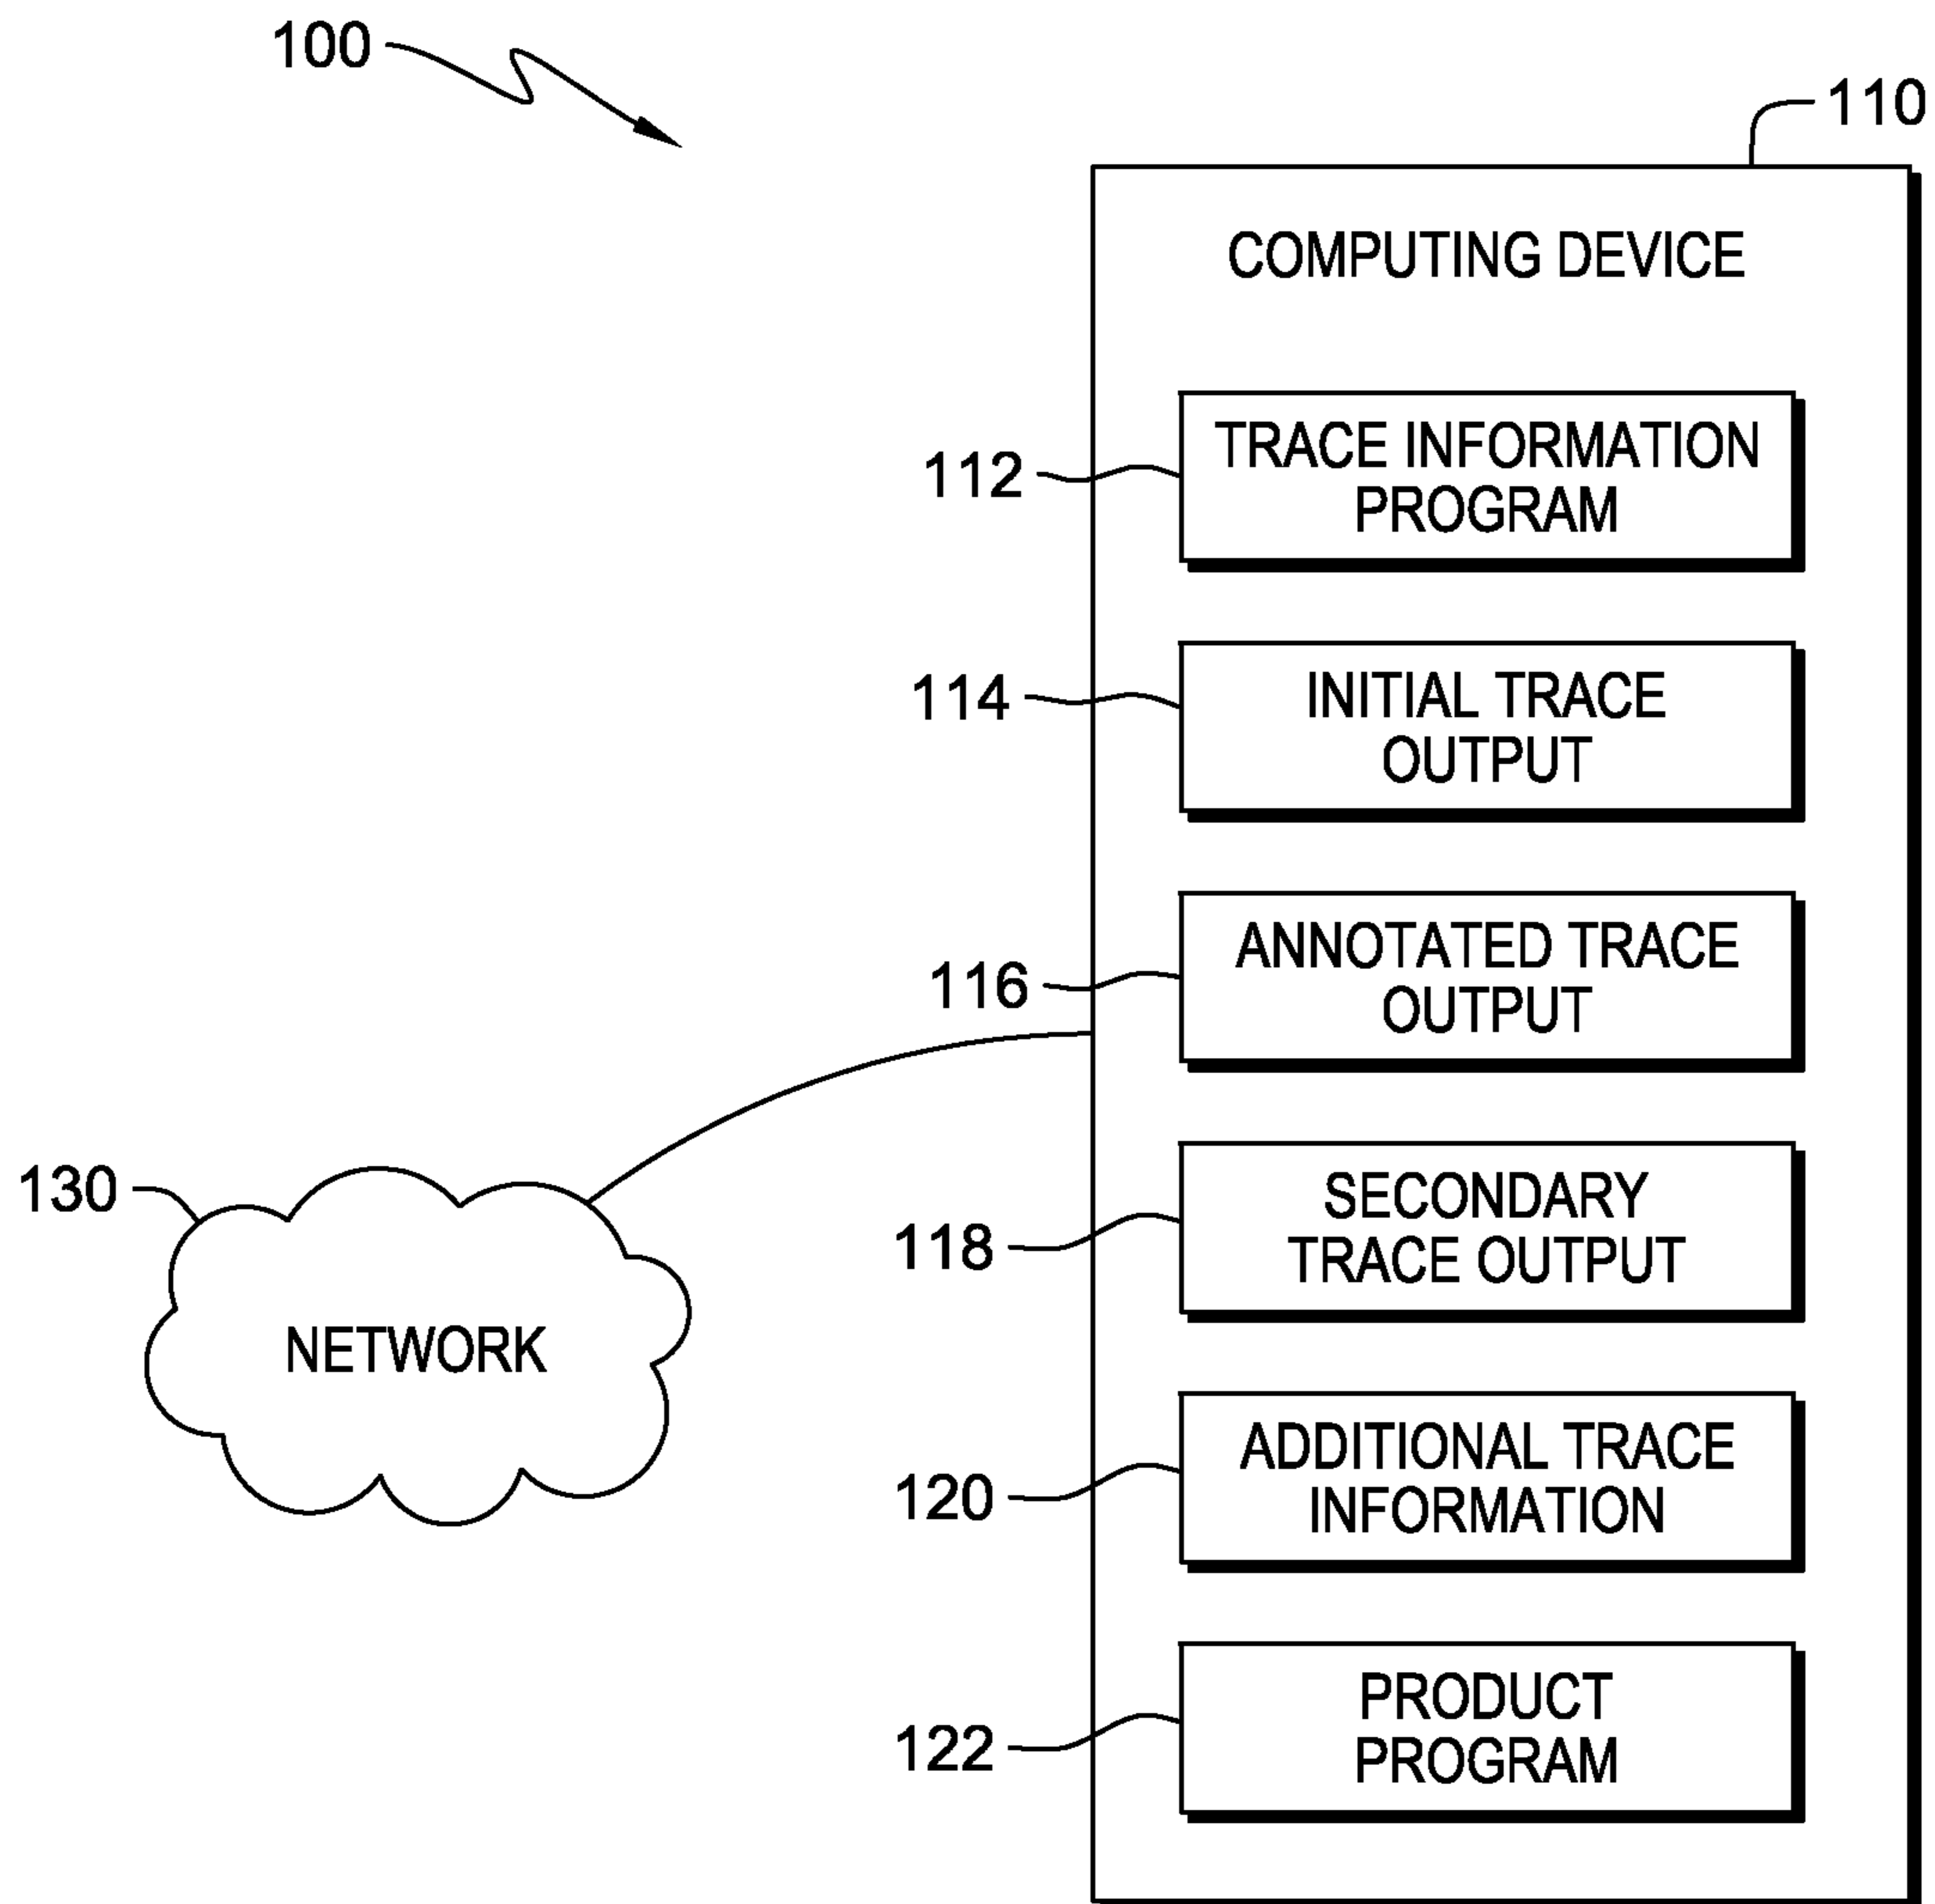 100
110
COMPUTING DEVICE
112
TRACE INFORMATION
PROGRAM
114
INITIAL TRACE
OUTPUT
116
ANNOTATED TRACE
OUTPUT
130
NETWORK
118
SECONDARY
TRACE OUTPUT
120
ADDITIONAL TRACE
INFORMATION
122
PRODUCT
PROGRAM